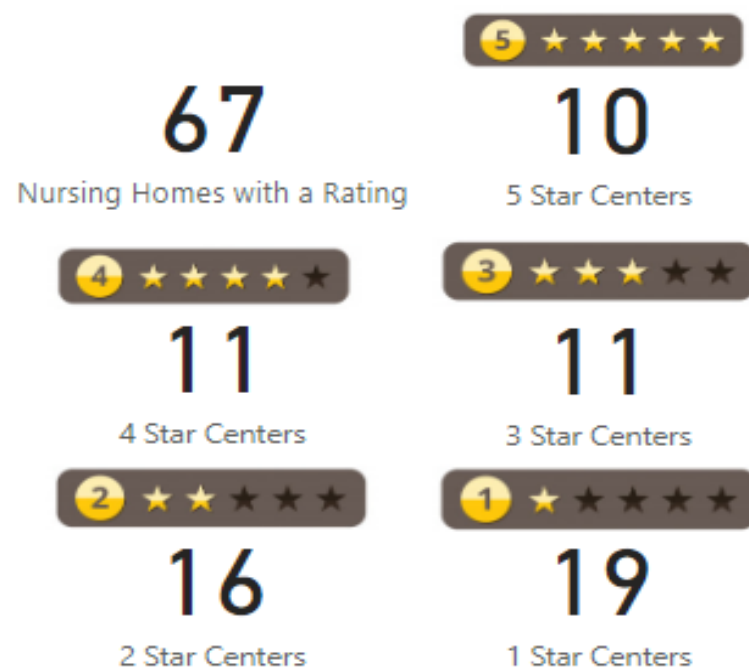 5
67
10
Nursing Homes with a Rating
5 Star Centers
4
3
11
11
4 Star Centers
3 Star Centers
2
1
16
19
2 Star Centers
1 Star Centers